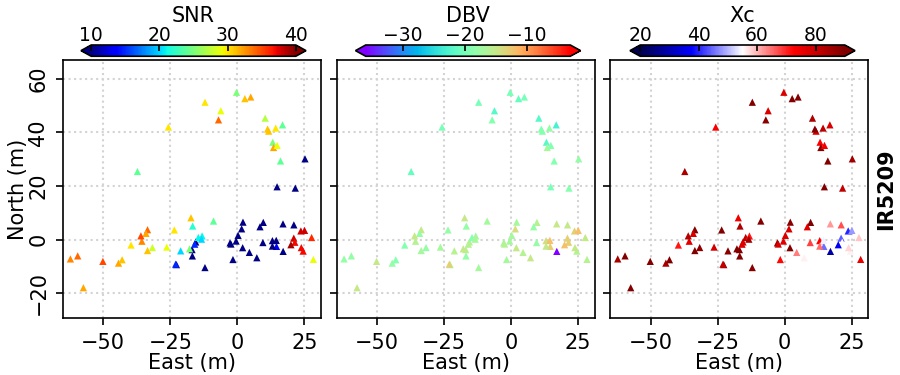 SNR
DBV
Xc
10 20 30 40
−30 −20 −10
20 40 60 80
60
40
20
0
−20
North (m)
−50 −25 0 25
−50 −25 0 25
−50 −25 0 25
East (m)
East (m)
East (m)
IR5209